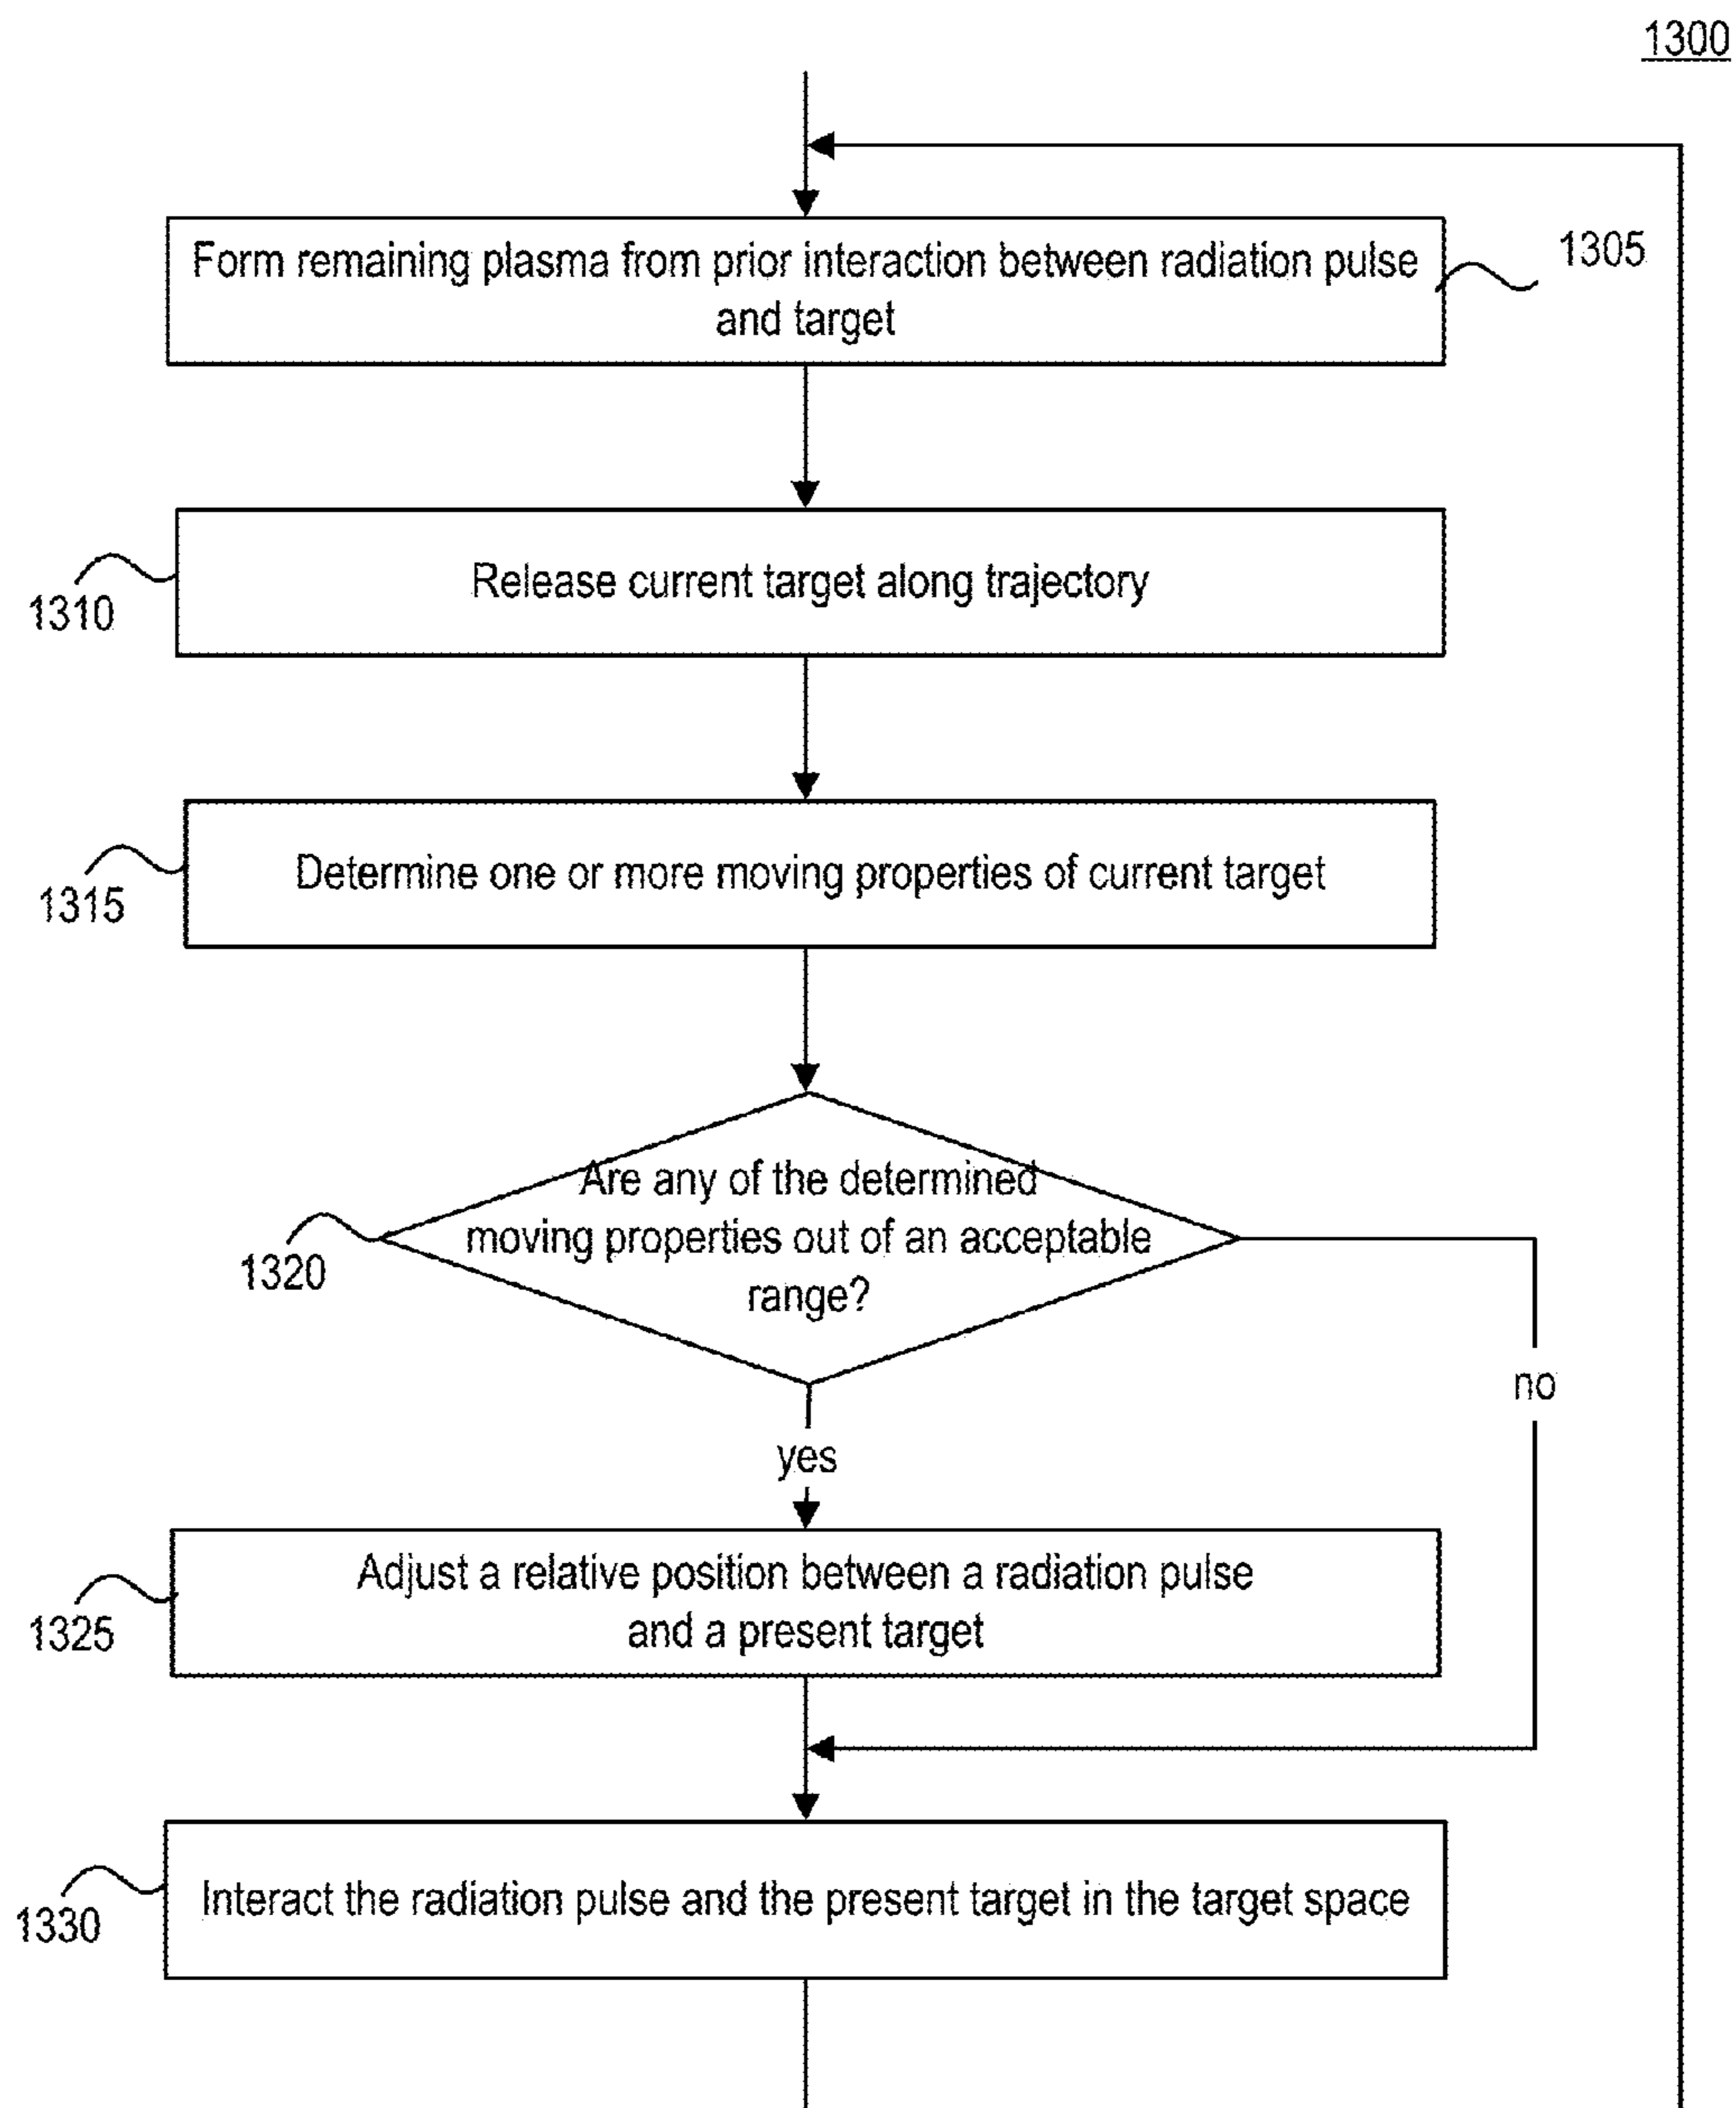 1300
Form remaining plasma from prior interaction between radiation pulse
and target
1305
Release current target along trajectory
1310
Determine one or more moving properties of current target
1315
Are any of the determined
moving properties out of an acceptable
range?
1320
no
yes
Adjust a relative position between a radiation pulse
and a present target
1325
Interact the radiation pulse and the present target in the target space
1330